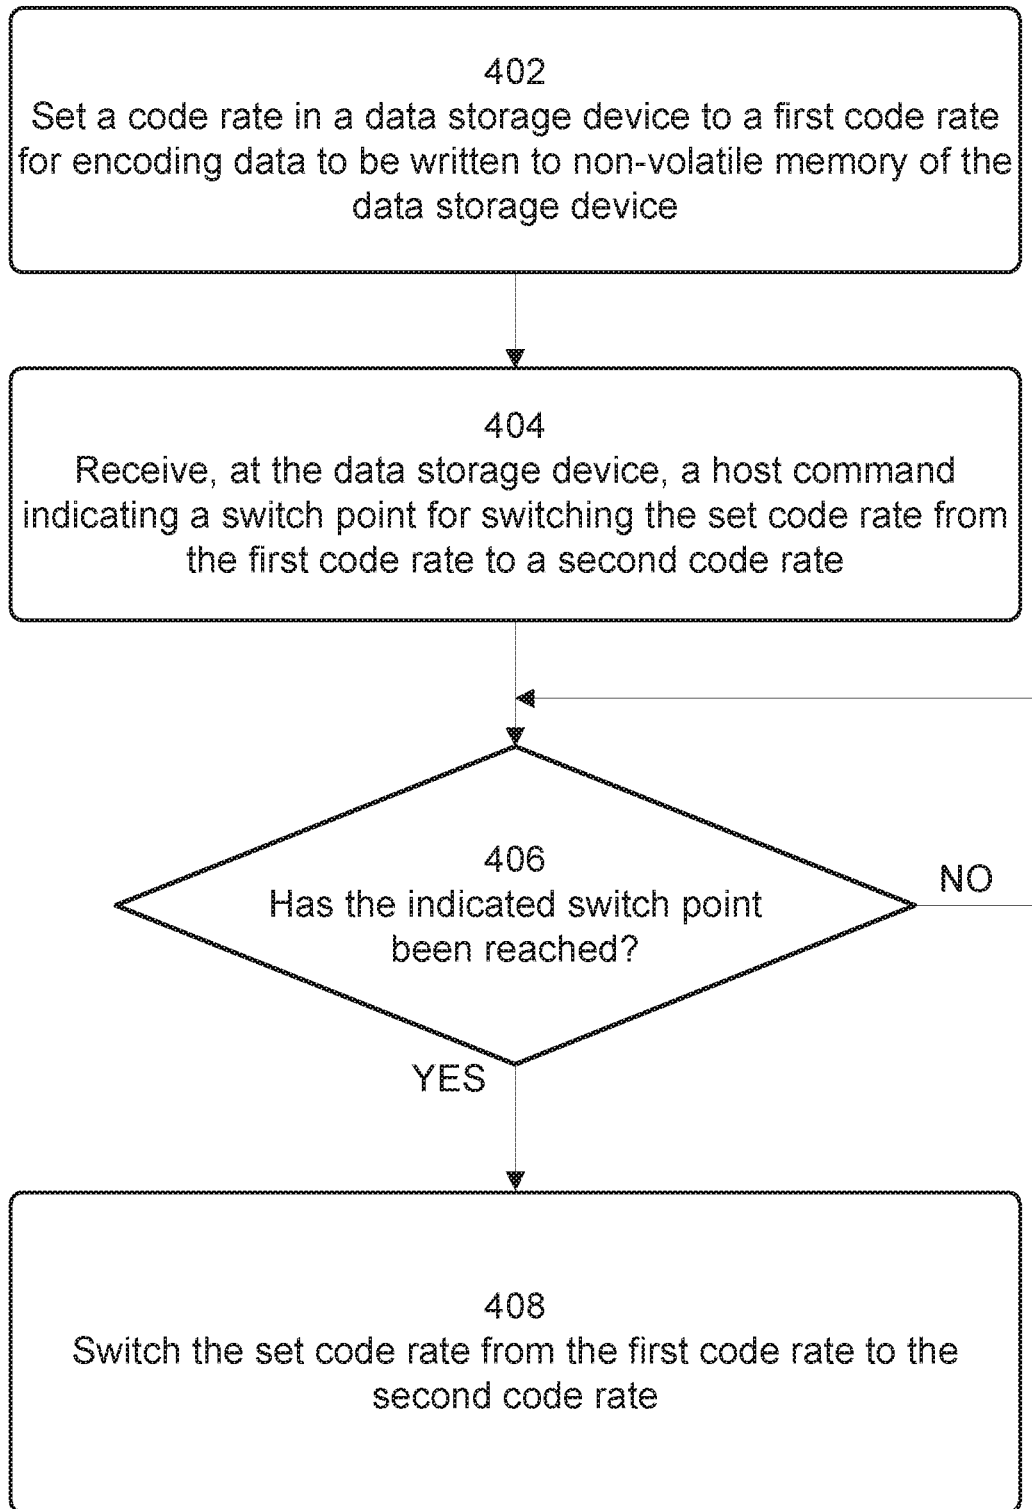 402
Set a code rate in a data storage device to a first code rate
for encoding data to be written to non-volatile memory of the
data storage device
404
Receive, at the data storage device, a host command
indicating a switch point for switching the set code rate from
the first code rate to a second code rate
406
Has the indicated switch point
been reached?
NO
YES
408
Switch the set code rate from the first code rate to the
second code rate